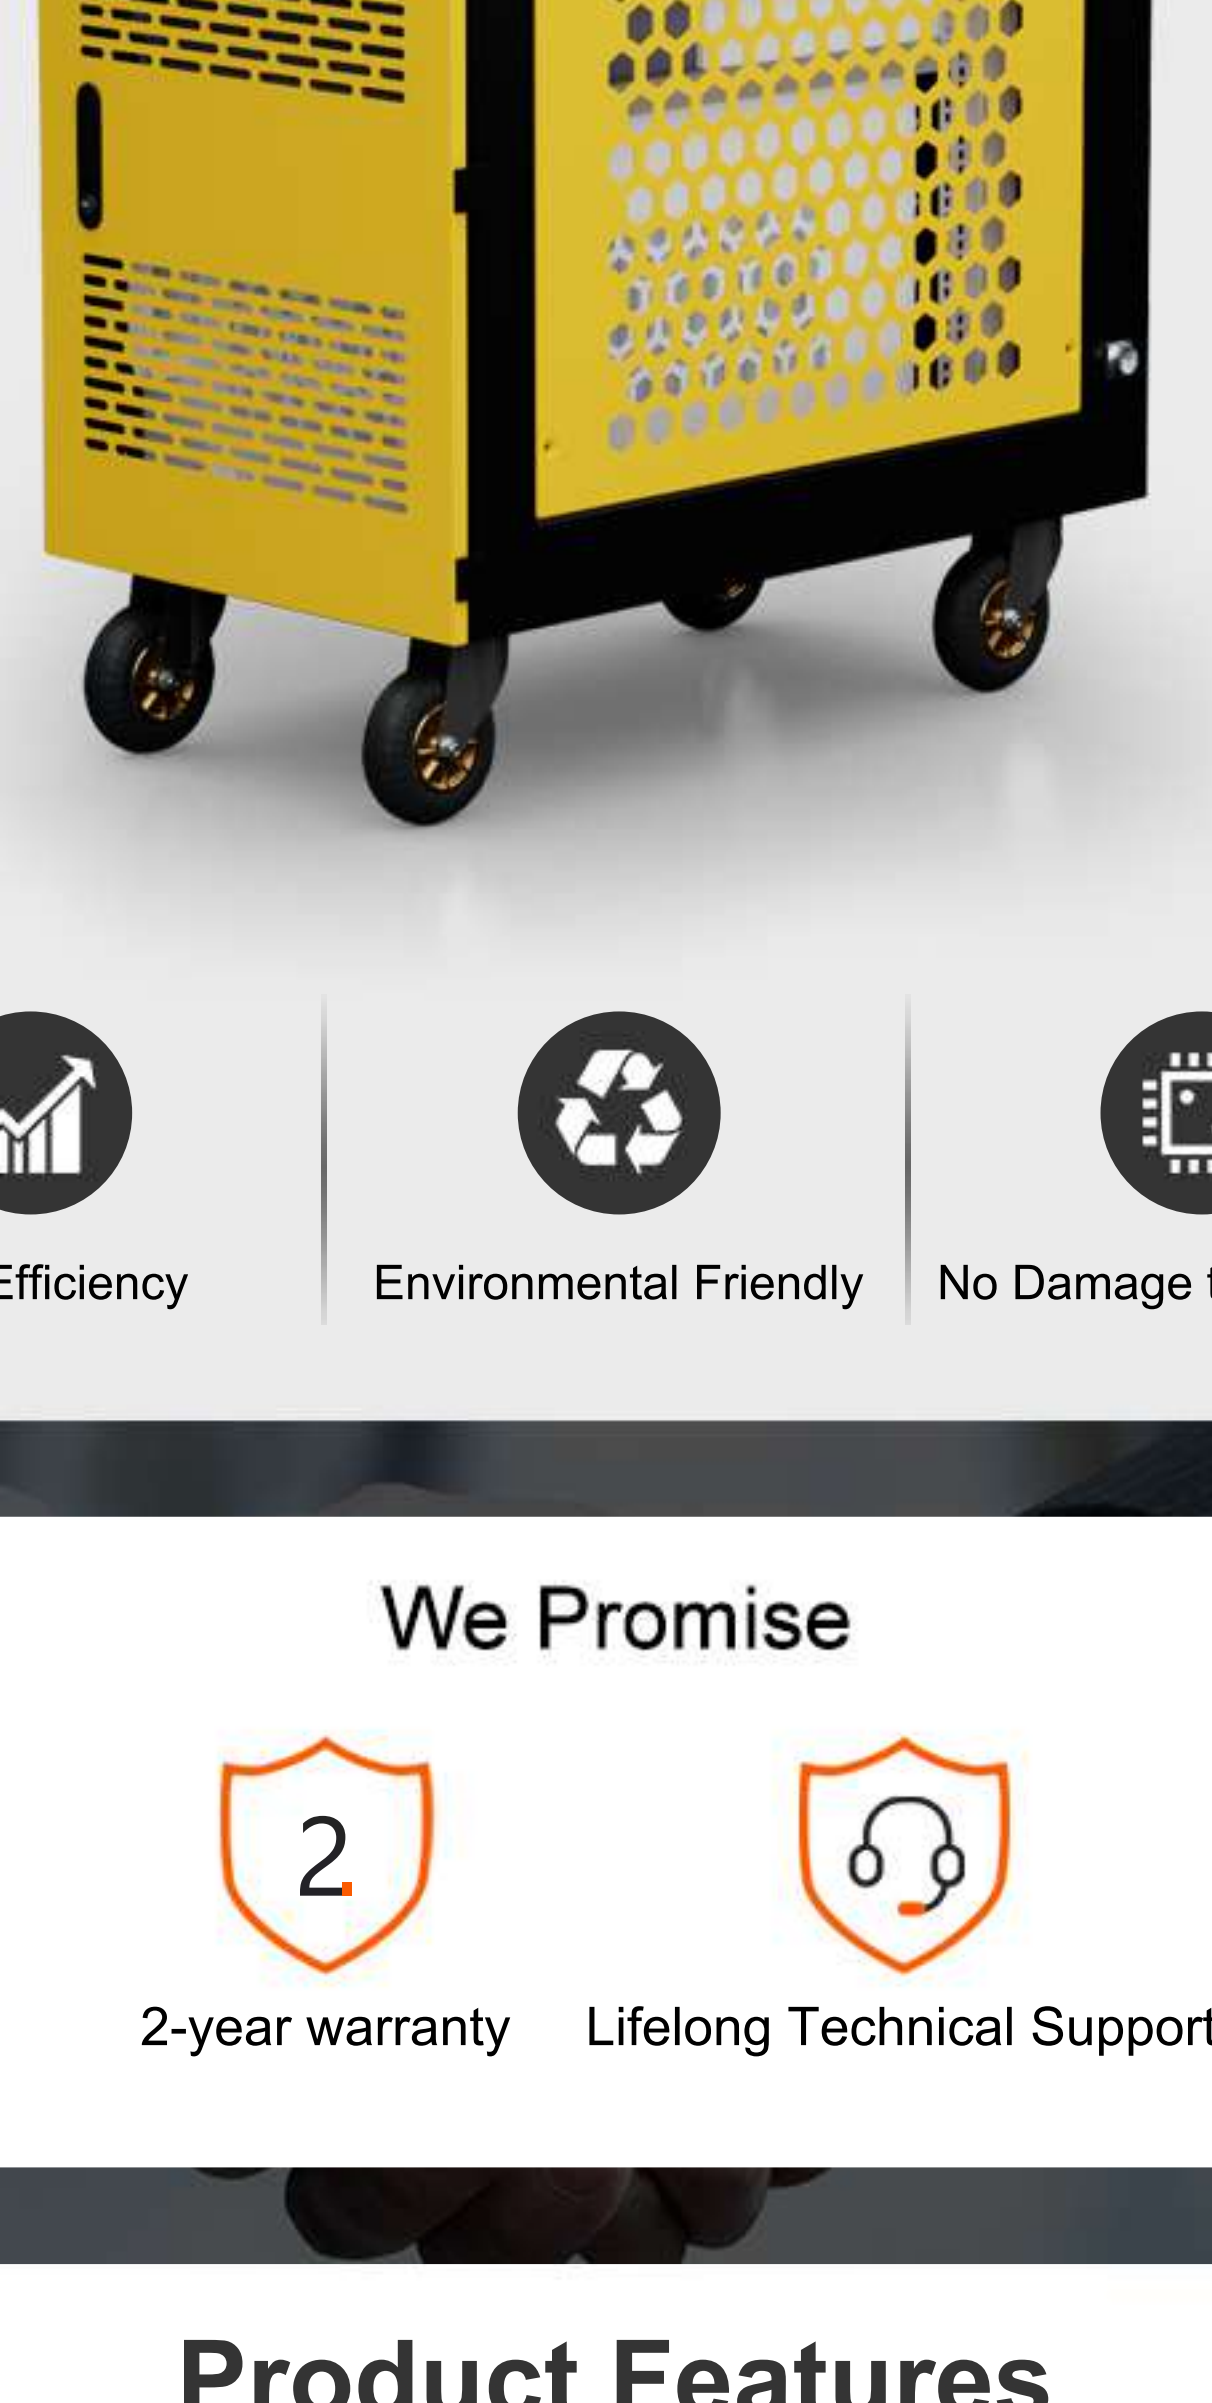 Efficiency
Environmental Friendly
No Damage
We Promise
2
2-year warranty
Lifelong Technical Support
Product Features